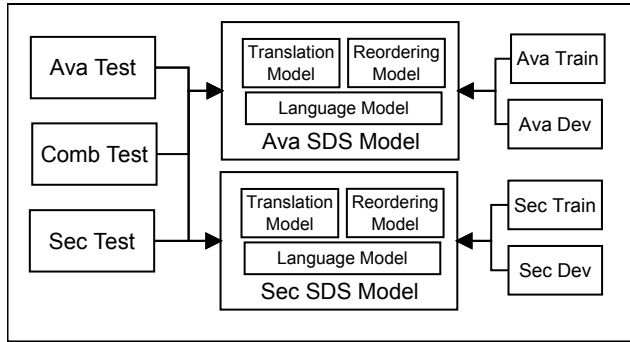 Ava Test
Comb Test
Sec Test
Translation Model
Reordering Model
Language Model
Ava SDS Model
Translation Model
Reordering Model
Language Model
Sec SDS Model
Ava Train
Ava Dev
Sec Train
Sec Dev